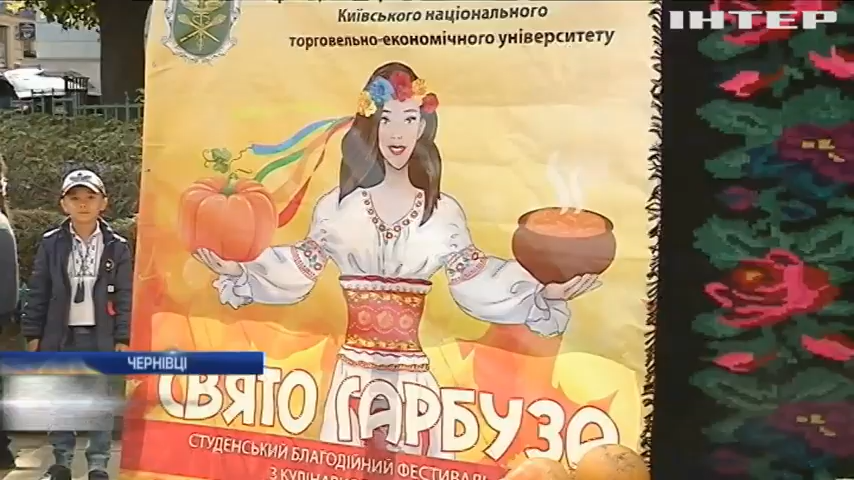 Київського національного
торговельно-економічного університету
ІНТЕР
ЧЕРНІВЦІ
СВЯТО ГАРБУЗА
СТУДЕНСЬКИЙ БЛАГОДІЙНИЙ ФЕСТИВАЛЬ